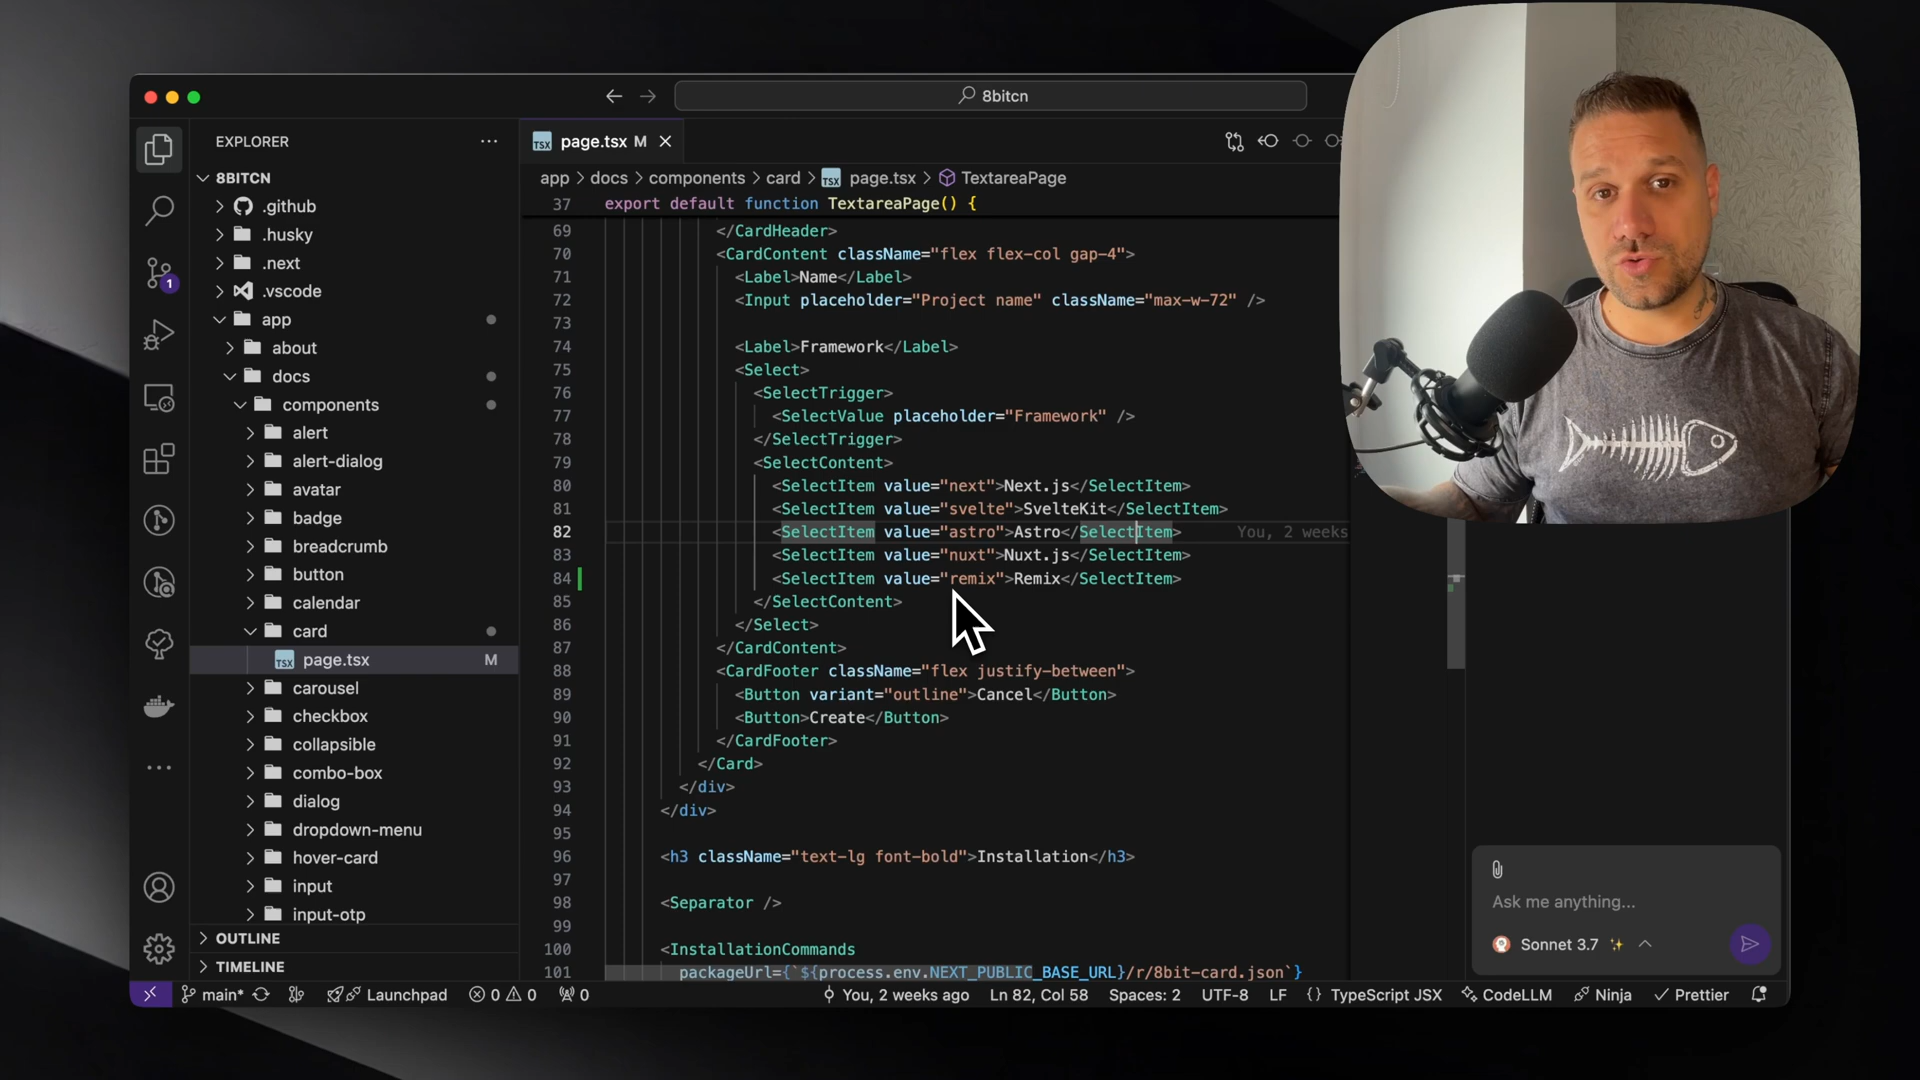 8bitcn
EXPLORER
8BITCN
.github
.husky
.next
.vscode
app
about
docs
components
alert
alert-dialog
avatar
badge
breadcrumb
button
calendar
card
TSX page.tsx M
carousel
checkbox
collapsible
combo-box
dialog
dropdown-menu
hover-card
input
input-otp
OUTLINE
TIMELINE
1
TSX page.tsx M
app > docs > components > card > TSX page.tsx > TextareaPage
37 export default function TextareaPage() {
69 </CardHeader>
70 <CardContent className="flex flex-col gap-4">
71 <Label>Name</Label>
72 <Input placeholder="Project name" className="max-w-72" />
73
74 <Label>Framework</Label>
75 <Select>
76 <SelectTrigger>
77 <SelectValue placeholder="Framework" />
78 </SelectTrigger>
79 <SelectContent>
80 <SelectItem value="next">Next.js</SelectItem>
81 <SelectItem value="svelte">SvelteKit</SelectItem>
82 <SelectItem value="astro">Astro</SelectItem> You, 2 weeks
83 <SelectItem value="nuxt">Nuxt.js</SelectItem>
84 <SelectItem value="remix">Remix</SelectItem>
85 </SelectContent>
86 </Select>
87 </CardContent>
88 <CardFooter className="flex justify-between">
89 <Button variant="outline">Cancel</Button>
90 <Button>Create</Button>
91 </CardFooter>
92 </Card>
93 </div>
94 </div>
95
96 <h3 className="text-lg font-bold">Installation</h3>
97
98 <Separator />
99
100 <InstallationCommands
101 packageUrl={`${process.env.NEXT_PUBLIC_BASE_URL}/r/8bit-card.json`}
Ask me anything...
Sonnet 3.7
main* Launchpad 0 0 0 You, 2 weeks ago Ln 82, Col 58 Spaces: 2 UTF-8 LF {} TypeScript JSX CodeLLM Ninja Prettier